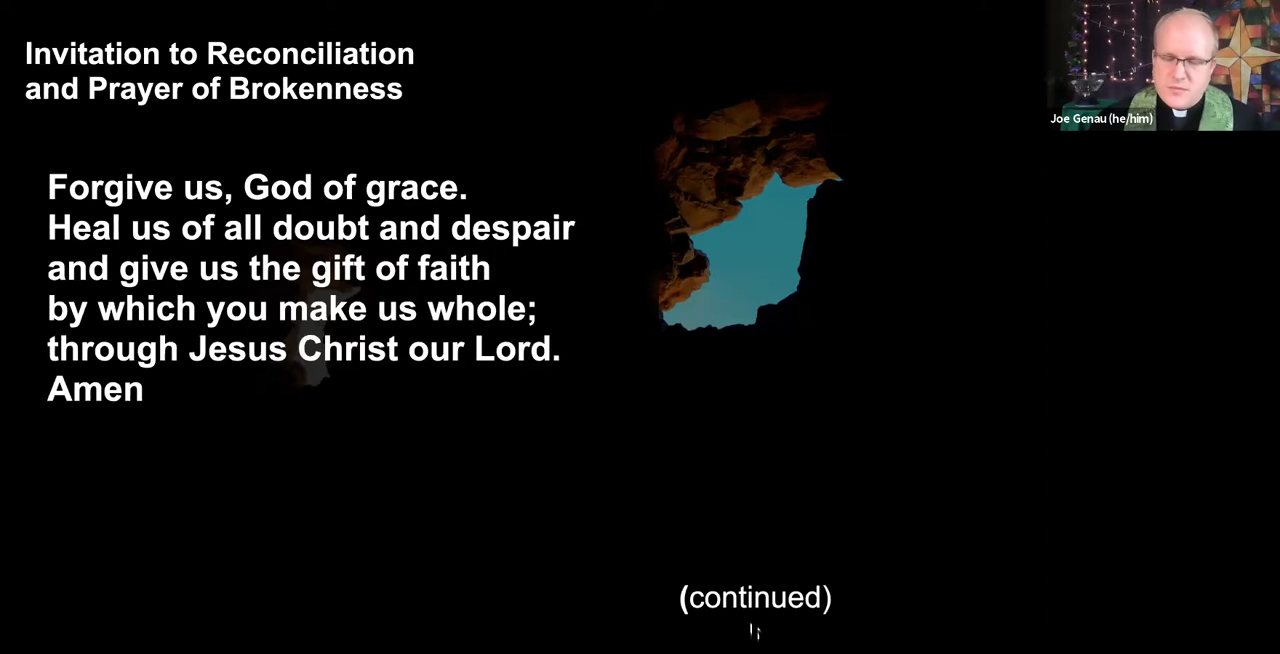 Invitation to Reconciliation
and Prayer of Brokenness
Joe Genau (he/him)
Forgive us, God of grace.
Heal us of all doubt and despair
and give us the gift of faith
by which you make us whole;
through Jesus Christ our Lord.
Amen
(continued)